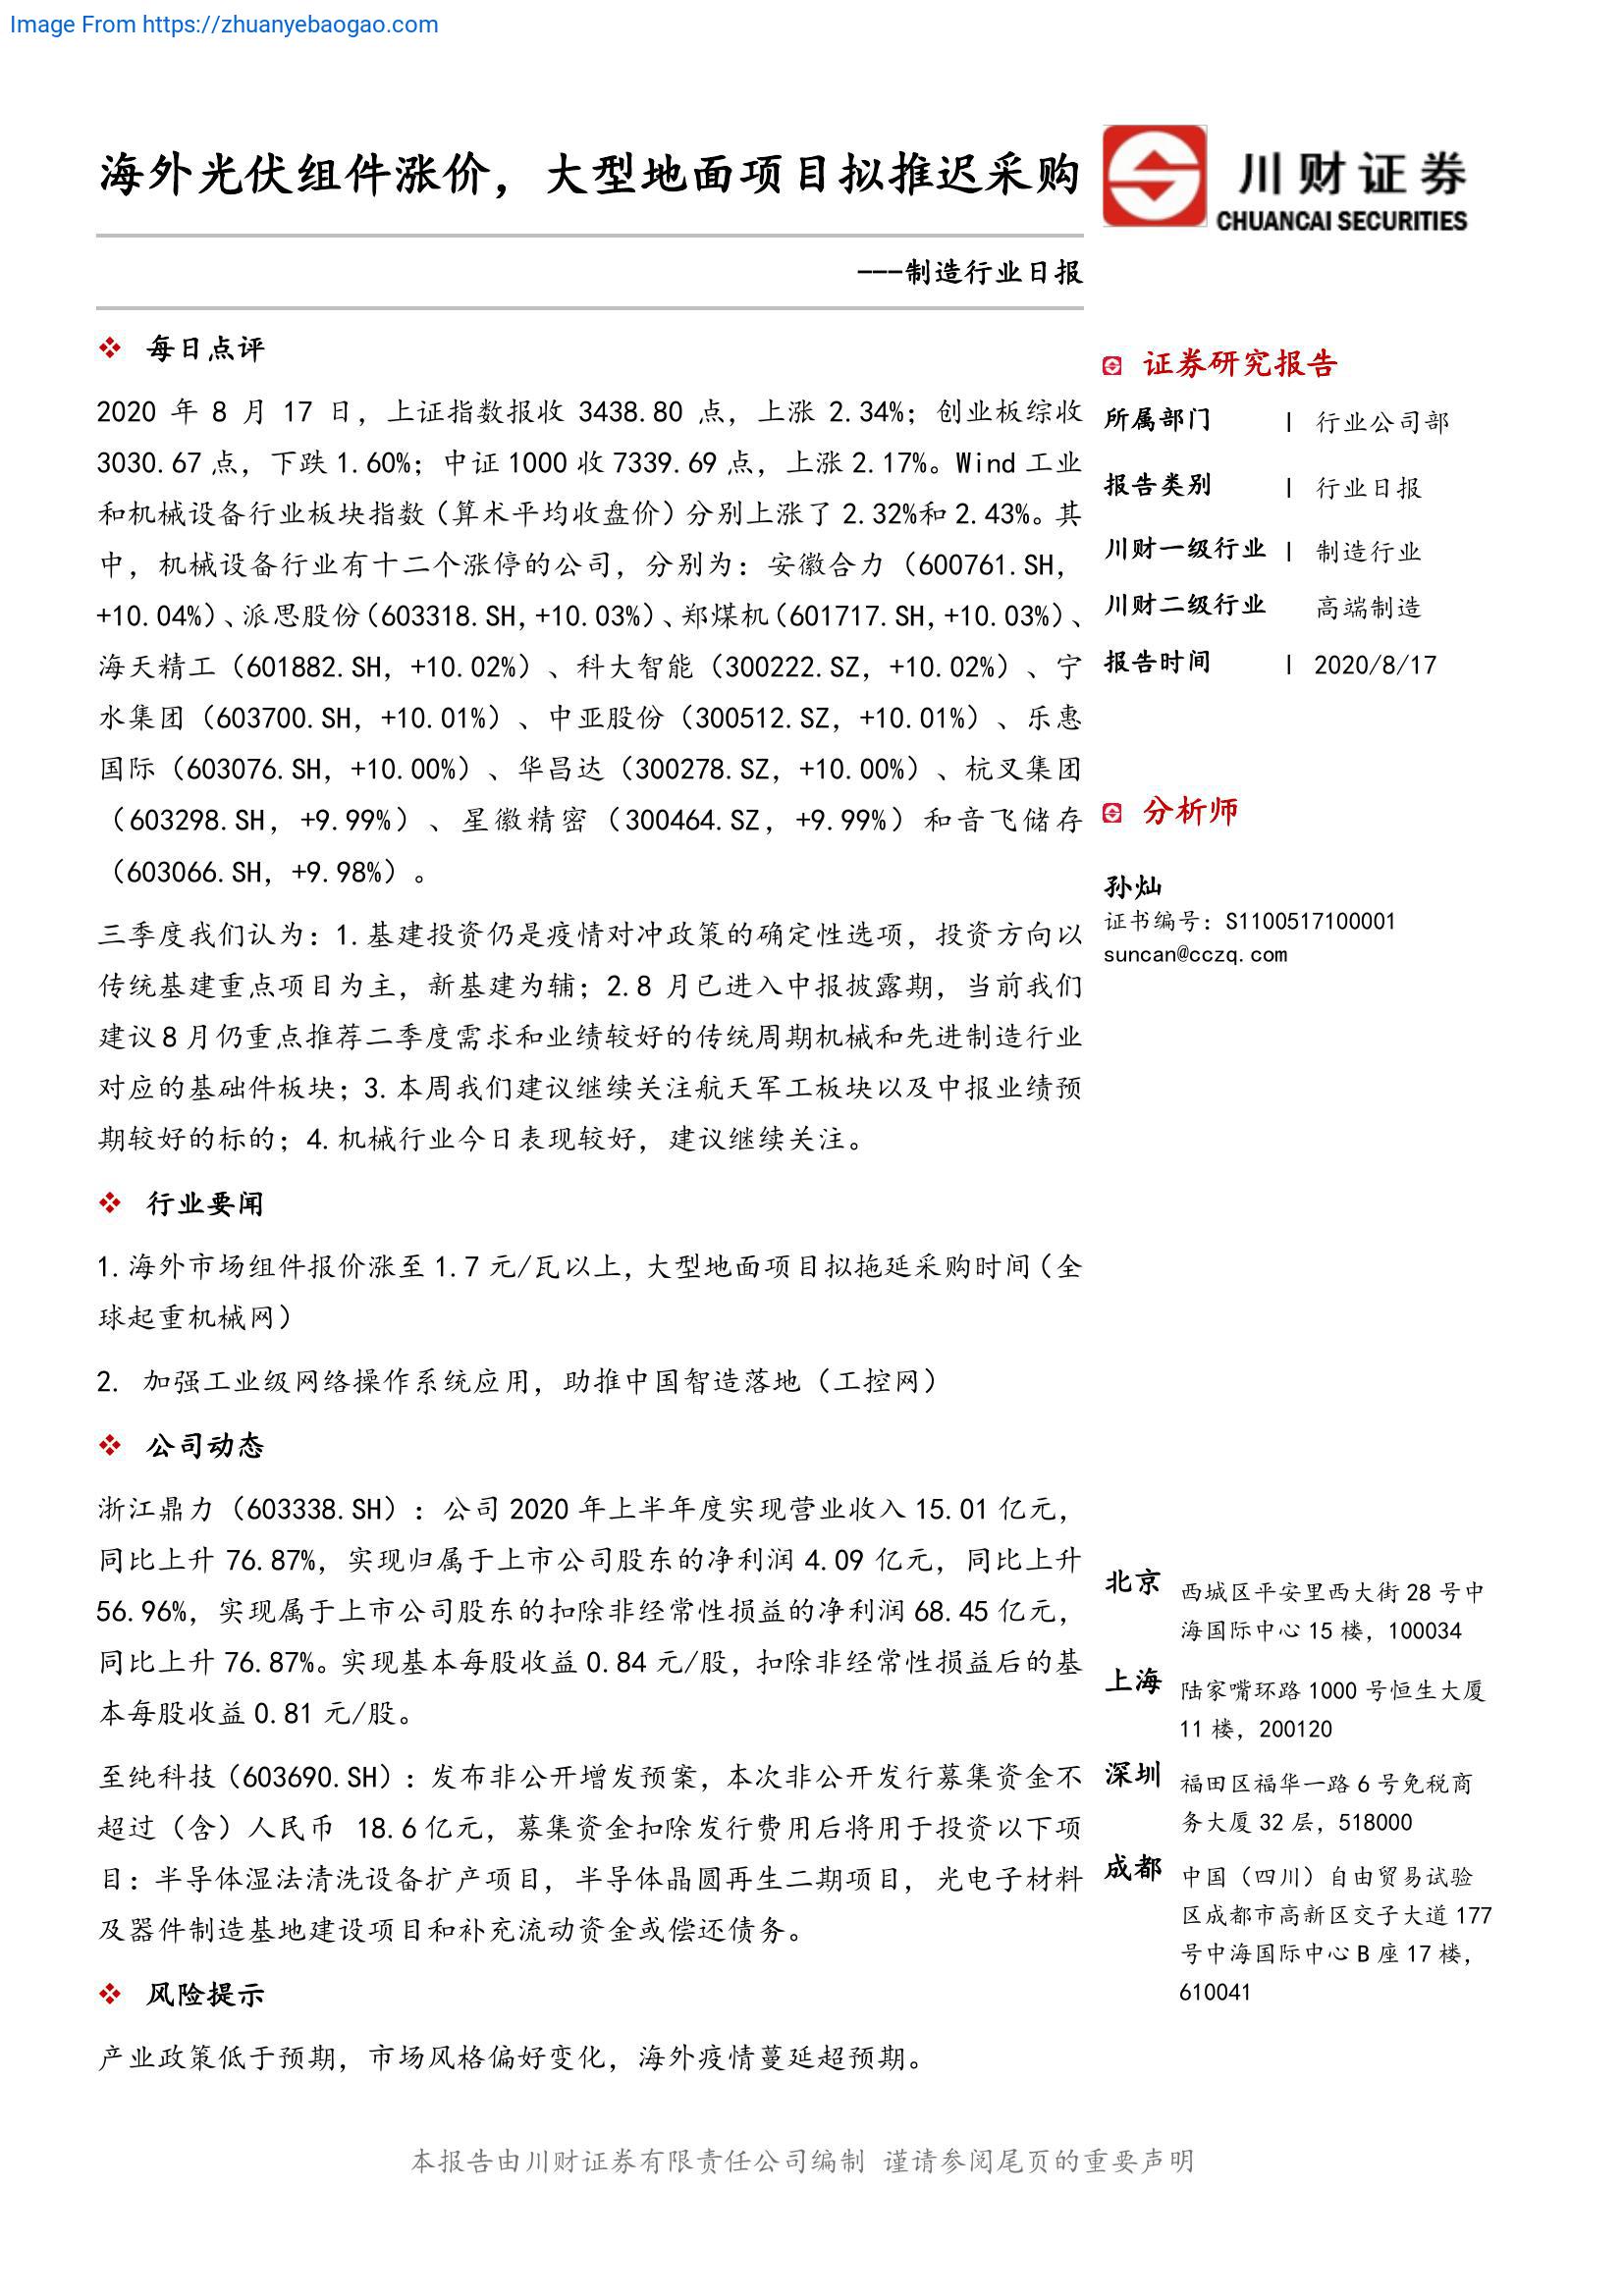 Image From https://zhuanyebaogao.com
海外光伏组件涨价，大型地面项目拟推迟采购
川财证券
CHUANCAI SECURITIES
---制造行业日报
❖ 每日点评
2020 年 8 月 17 日，上证指数报收 3438.80 点，上涨 2.34%；创业板综收
3030.67 点，下跌 1.60%；中证 1000 收 7339.69 点，上涨 2.17%。Wind 工业
和机械设备行业板块指数（算术平均收盘价）分别上涨了 2.32%和 2.43%。其
中，机械设备行业有十二个涨停的公司，分别为：安徽合力（600761.SH，
+10.04%）、派思股份（603318.SH，+10.03%）、郑煤机（601717.SH，+10.03%）、
海天精工（601882.SH，+10.02%）、科大智能（300222.SZ，+10.02%）、宁
水集团（603700.SH，+10.01%）、中亚股份（300512.SZ，+10.01%）、乐惠
国际（603076.SH，+10.00%）、华昌达（300278.SZ，+10.00%）、杭叉集团
（603298.SH，+9.99%）、星徽精密（300464.SZ，+9.99%）和音飞储存
（603066.SH，+9.98%）。
三季度我们认为：1.基建投资仍是疫情对冲政策的确定性选项，投资方向以
传统基建重点项目为主，新基建为辅；2.8 月已进入中报披露期，当前我们
建议 8 月仍重点推荐二季度需求和业绩较好的传统周期机械和先进制造行业
对应的基础件板块；3.本周我们建议继续关注航天军工板块以及中报业绩预
期较好的标的；4.机械行业今日表现较好，建议继续关注。
❖ 行业要闻
1.海外市场组件报价涨至 1.7 元/瓦以上，大型地面项目拟拖延采购时间（全
球起重机械网）
2. 加强工业级网络操作系统应用，助推中国智造落地（工控网）
❖ 公司动态
浙江鼎力（603338.SH）：公司 2020 年上半年度实现营业收入 15.01 亿元，
同比上升 76.87%，实现归属于上市公司股东的净利润 4.09 亿元，同比上升
56.96%，实现属于上市公司股东的扣除非经常性损益的净利润 68.45 亿元，
同比上升 76.87%。实现基本每股收益 0.84 元/股，扣除非经常性损益后的基
本每股收益 0.81 元/股。
至纯科技（603690.SH）：发布非公开增发预案，本次非公开发行募集资金不
超过（含）人民币 18.6 亿元，募集资金扣除发行费用后将用于投资以下项
目：半导体湿法清洗设备扩产项目，半导体晶圆再生二期项目，光电子材料
及器件制造基地建设项目和补充流动资金或偿还债务。
❖ 风险提示
产业政策低于预期，市场风格偏好变化，海外疫情蔓延超预期。
证券研究报告
所属部门 | 行业公司部
报告类别 | 行业日报
川财一级行业 | 制造行业
川财二级行业 高端制造
报告时间 | 2020/8/17
分析师
孙灿
证书编号：S1100517100001
suncan@cczq.com
北京 西城区平安里西大街 28 号中
海国际中心 15 楼，100034
上海 陆家嘴环路 1000 号恒生大厦
11 楼，200120
深圳 福田区福华一路 6 号免税商
务大厦 32 层，518000
成都 中国（四川）自由贸易试验
区成都市高新区交子大道 177
号中海国际中心 B 座 17 楼，
610041
本报告由川财证券有限责任公司编制 谨请参阅尾页的重要声明